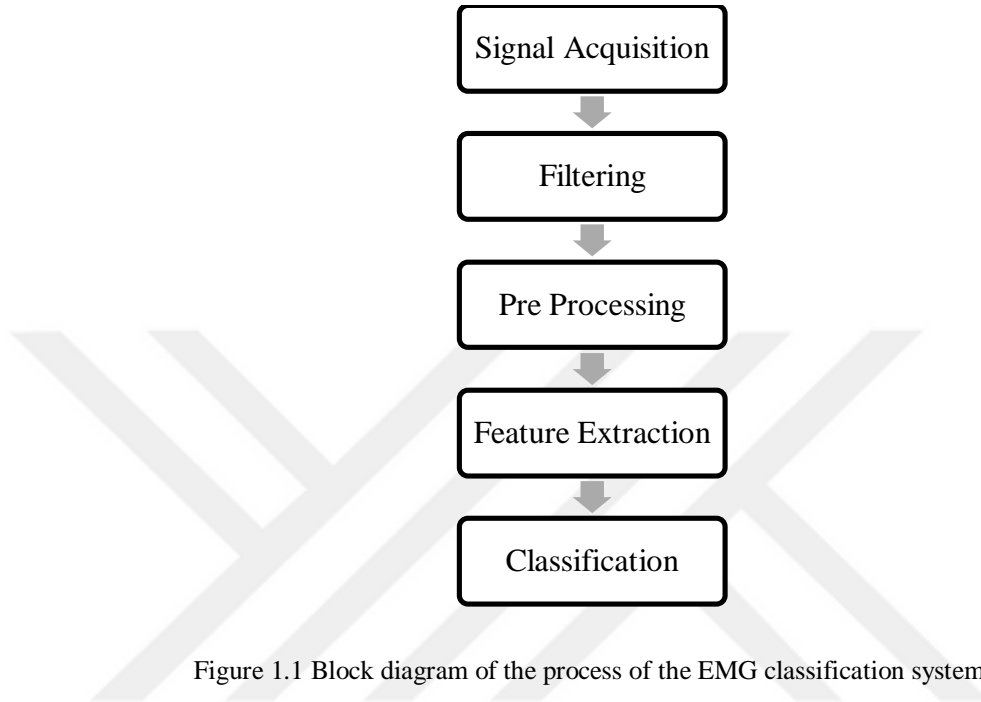 Signal Acquisition
Filtering
Pre Processing
Feature Extraction
Classification
Figure 1.1 Block diagram of the process of the EMG classification system